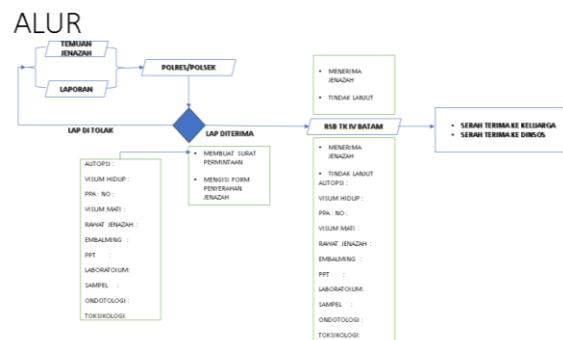 ALUR
TEMUAN
JENAZAH
LAPORAN
POLRES/POLSEK
LAP DI TOLAK
LAP DITERIMA
• MEMBUAT SURAT
PERMINTAAN
• MENGISI FORM
PENYERAHAN
JENAZAH
AUTOPSI :
VISUM HIDUP :
PPA : NO :
VISUM MATI :
RAWAT JENAZAH :
EMBALMING :
PPT :
LABORATOIUM:
SAMPEL :
ONDOTOLOGI :
TOKSIKOLOGI:
• MENERIMA
JENAZAH
• TINDAK LANJUT
RSB TK IV BATAM
• MENERIMA
JENAZAH
• TINDAK LANJUT
AUTOPSI :
VISUM HIDUP :
PPA : NO :
VISUM MATI :
RAWAT JENAZAH :
EMBALMING :
PPT :
LABORATOIUM:
SAMPEL :
ONDOTOLOGI :
TOKSIKOLOGI:
• SERAH TERIMA KE KELUARGA
• SERAH TERIMA KE DINSOS